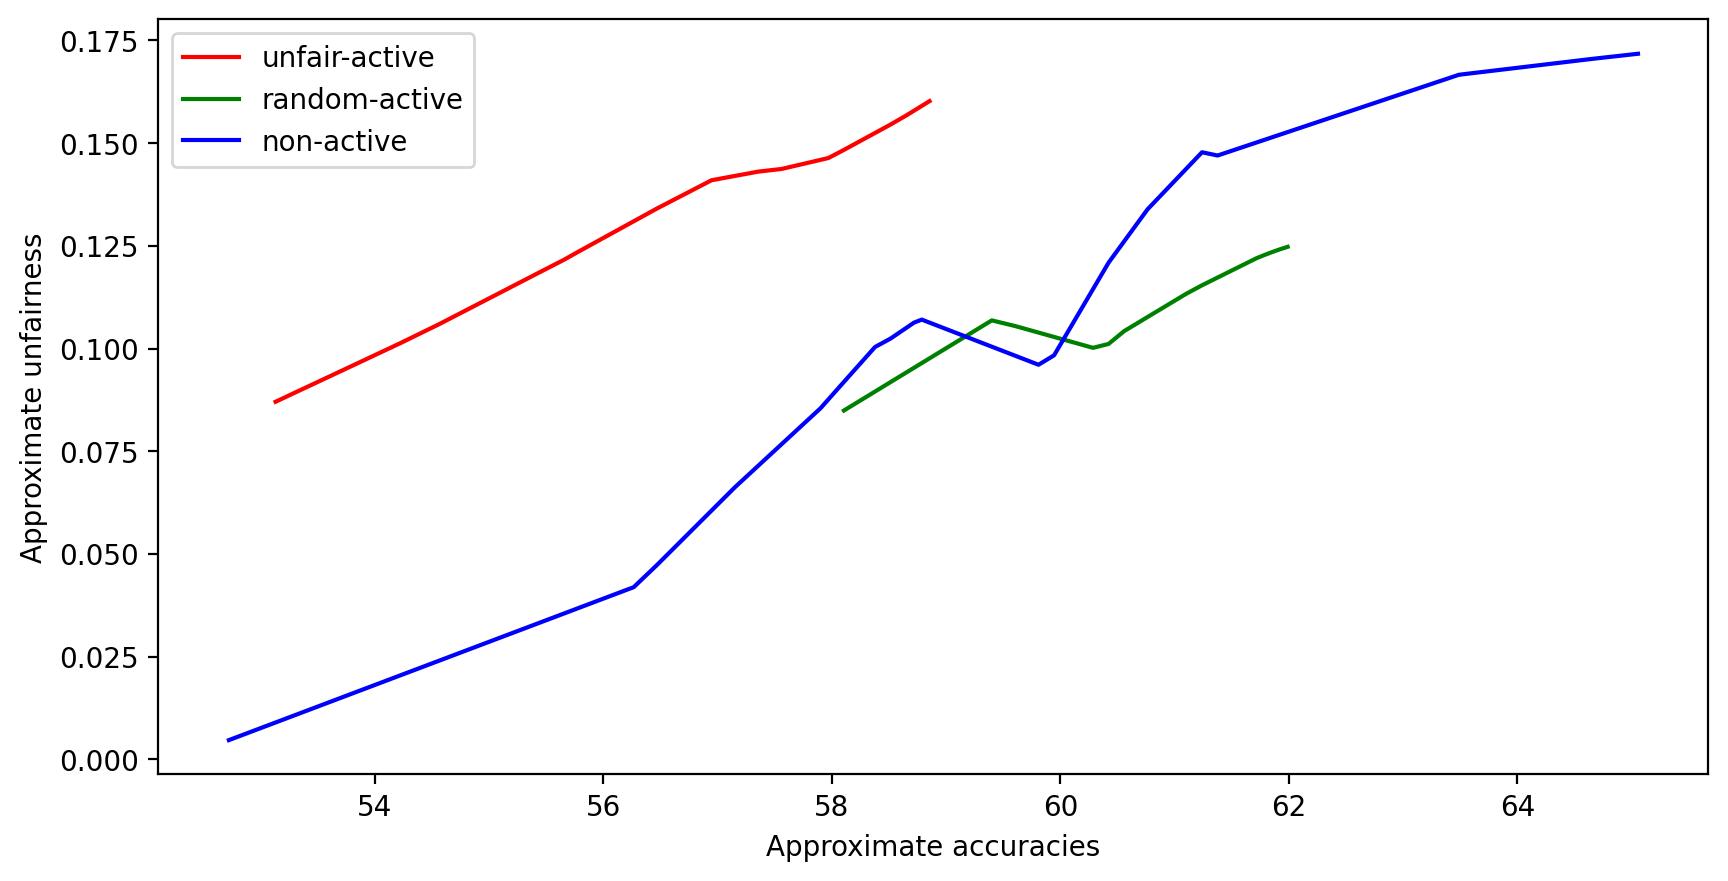 unfair-active
random-active
non-active
Approximate unfairness
0.175
0.150
0.125
0.100
0.075
0.050
0.025
0.000
54
56
58
60
62
64
Approximate accuracies